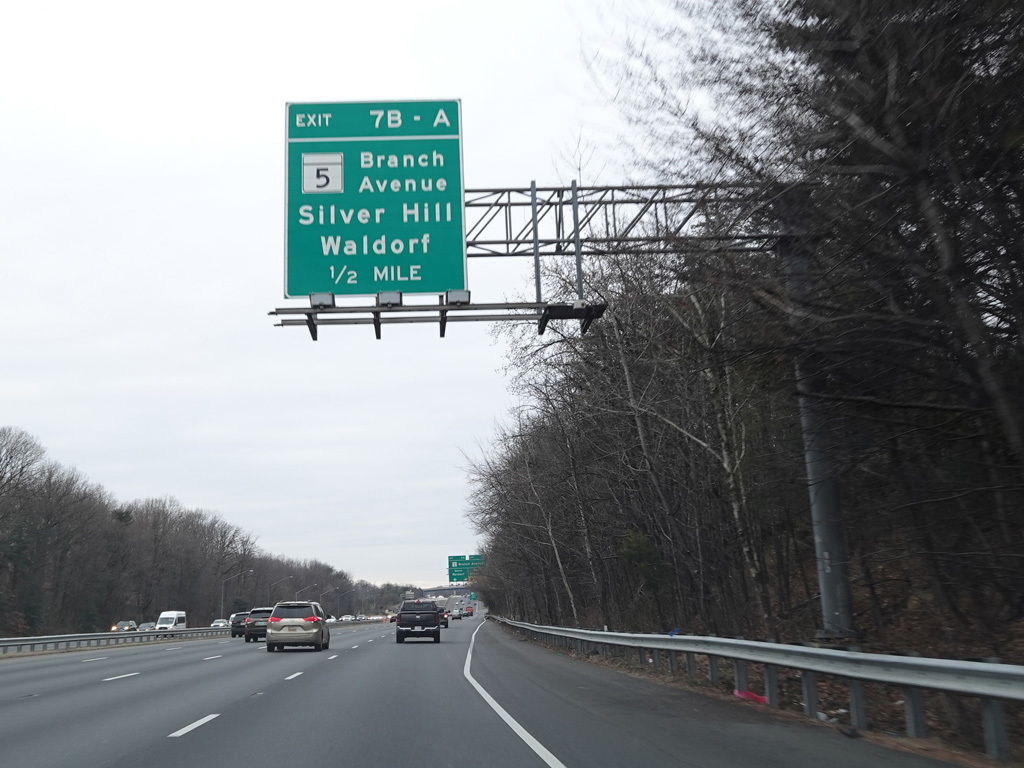 EXIT 7B - A
5 Branch
Avenue
Silver Hill
Waldorf
1/2 MILE